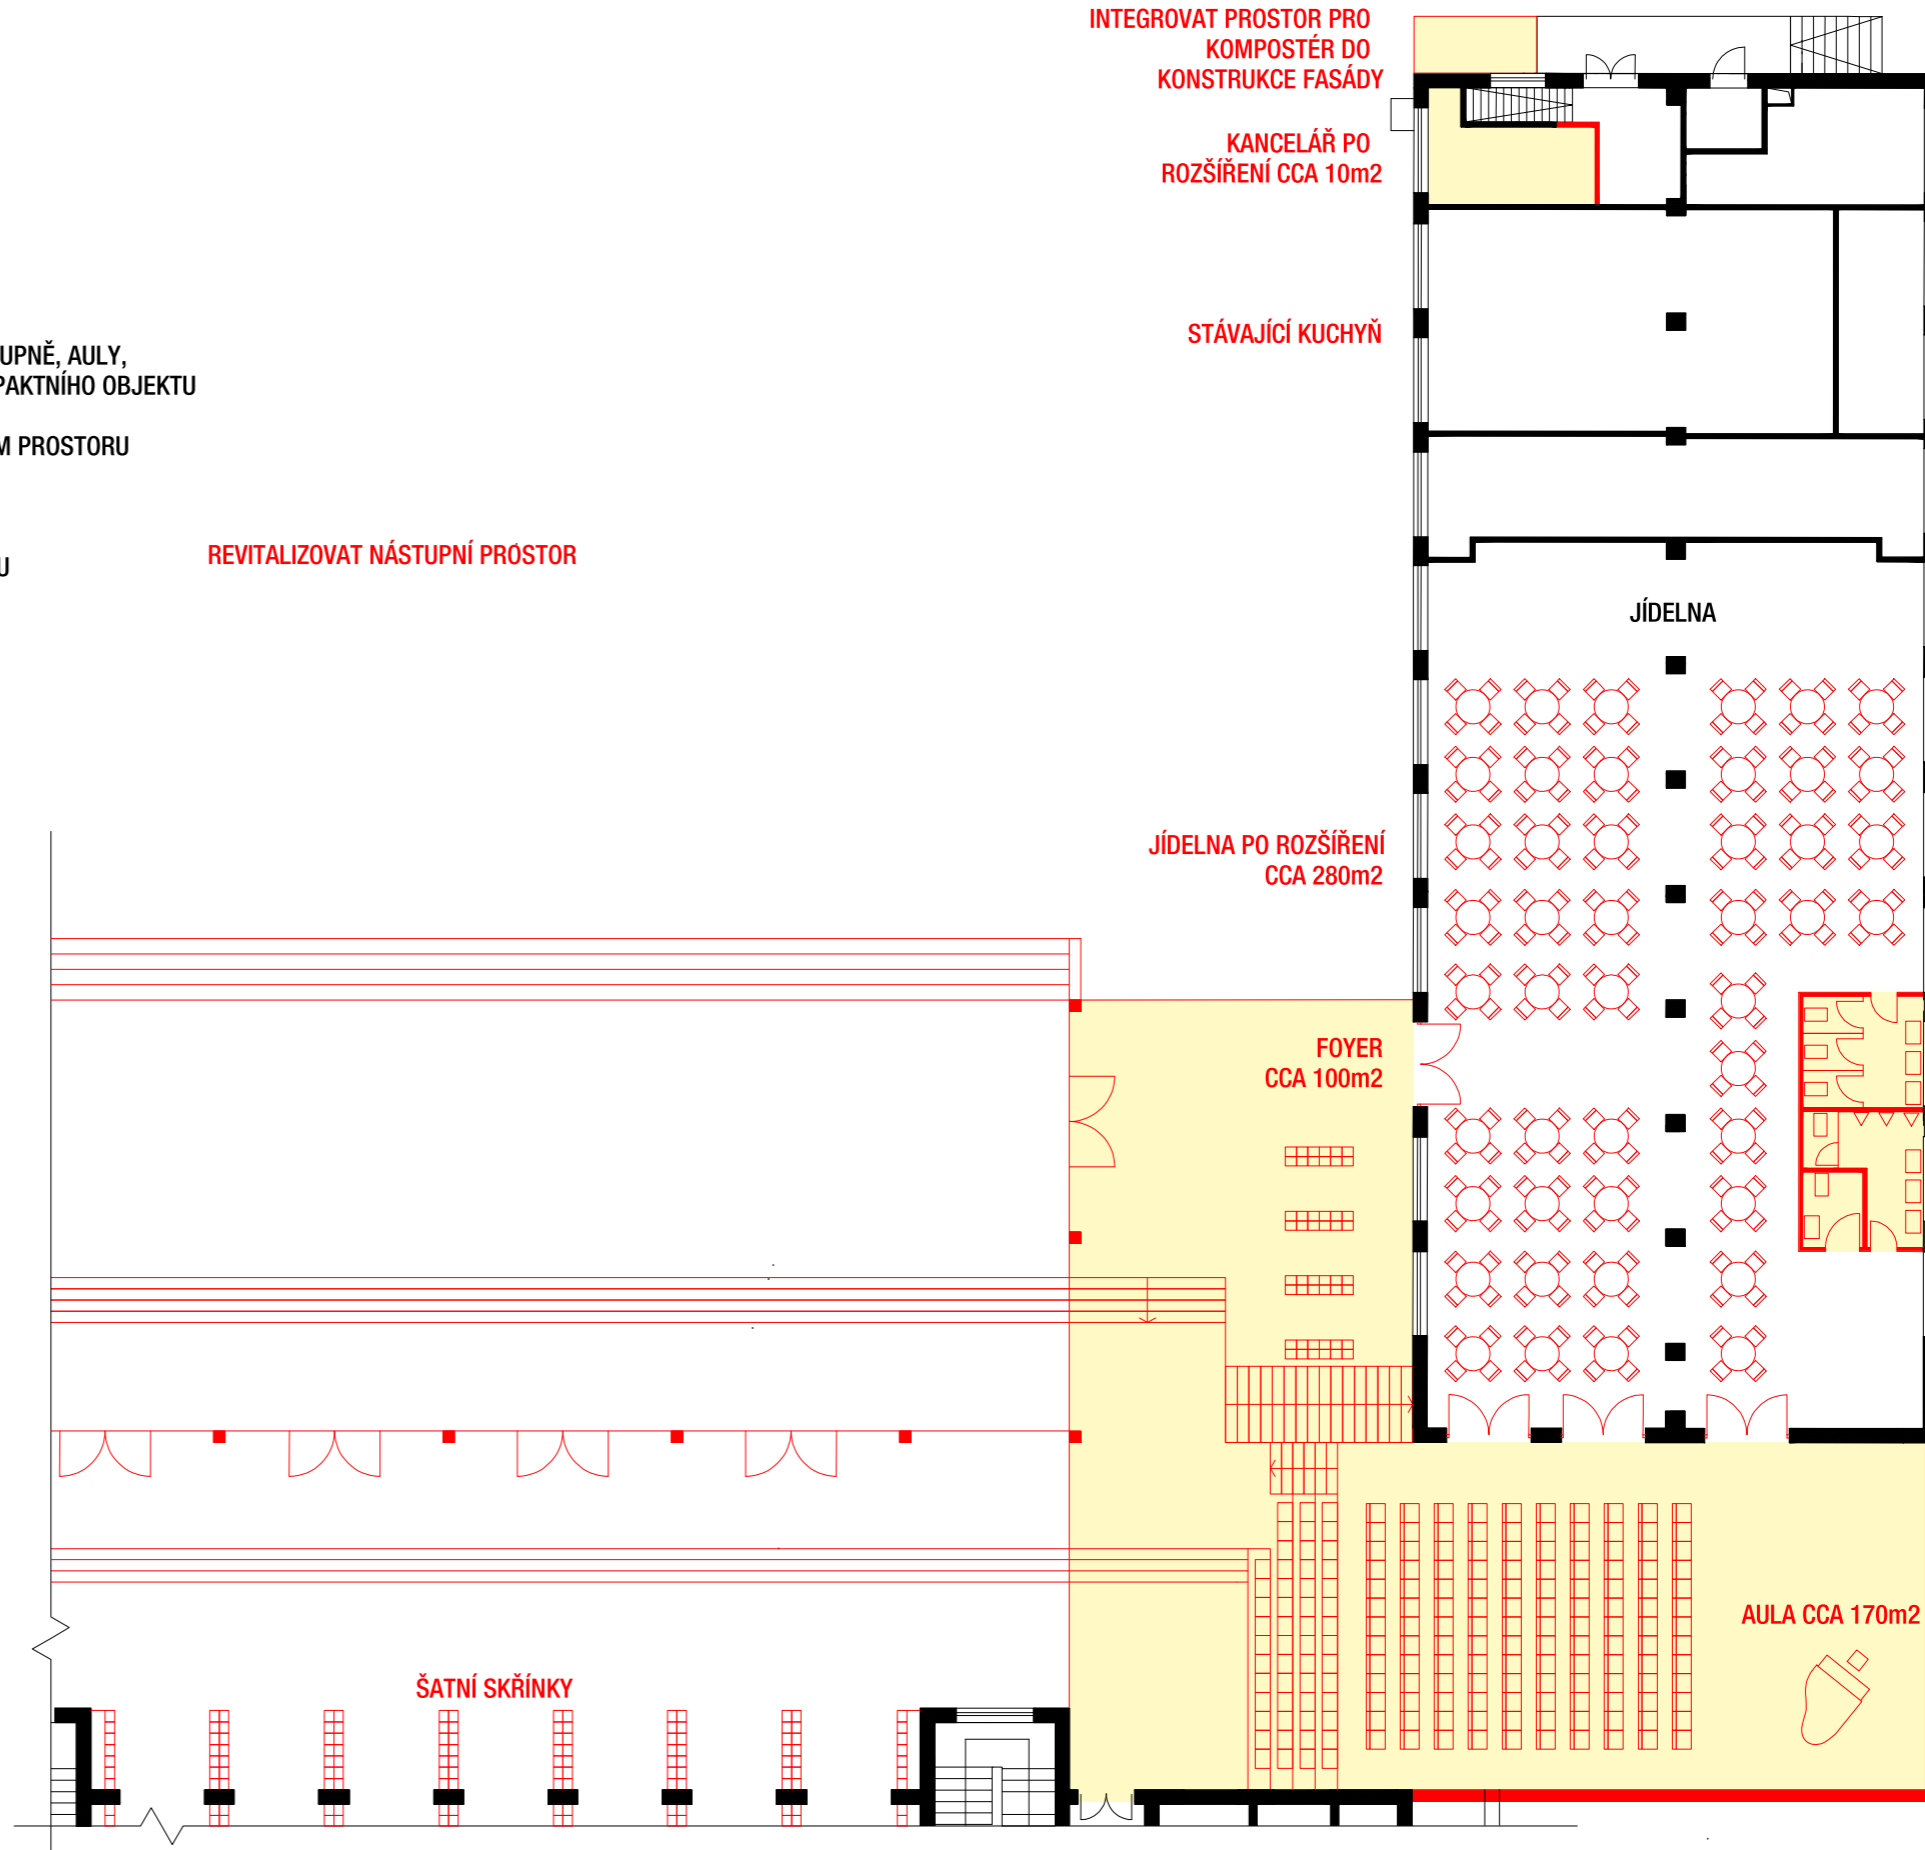 INTEGROVAT PROSTOR PRO
KOMPOSTÉR DO
KONSTRUKCE FASÁDY
KANCELÁŘ PO
ROZŠÍŘENÍ CCA 10m2
STÁVAJÍCÍ KUCHYŇ
UPNĚ, AULY,
PAKTNÍHO OBJEKTU
M PROSTORU
U
REVITALIZOVAT NÁSTUPNÍ PROSTOR
JÍDELNA
JÍDELNA PO ROZŠÍŘENÍ
CCA 280m2
FOYER
CCA 100m2
AULA CCA 170m2
ŠATNÍ SKŘÍNKY